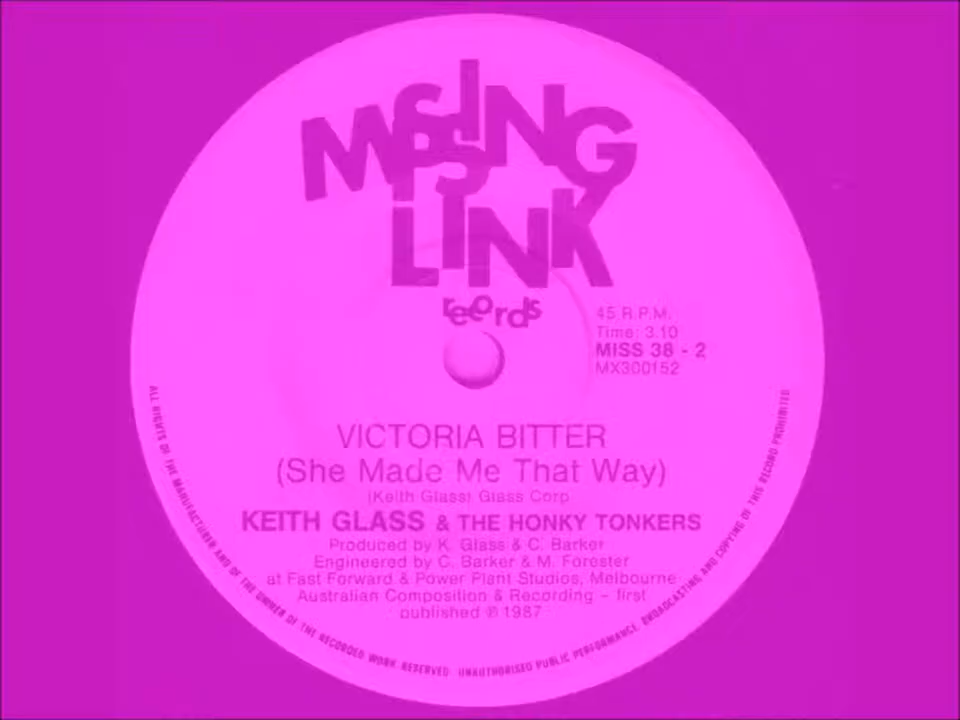 MISSING
LINK
records
45 R.P.M.
Time: 3.10
MISS 38 - 2
MX300152
VICTORIA BITTER
(She Made Me That Way)
(Keith Glass) Glass Corp
KEITH GLASS & THE HONKY TONKERS
Produced by K. Glass & C. Barker
Engineered by C. Barker & M. Forester
at Fast Forward & Power Plant Studios, Melbourne
Australian Composition & Recording - first
published ℗ 1987
ALL RIGHTS OF THE MANUFACTURER AND OF THE OWNER OF THE RECORDED WORK RESERVED. UNAUTHORISED PUBLIC PERFORMANCE, BROADCASTING AND COPYING OF THIS RECORD PROHIBITED